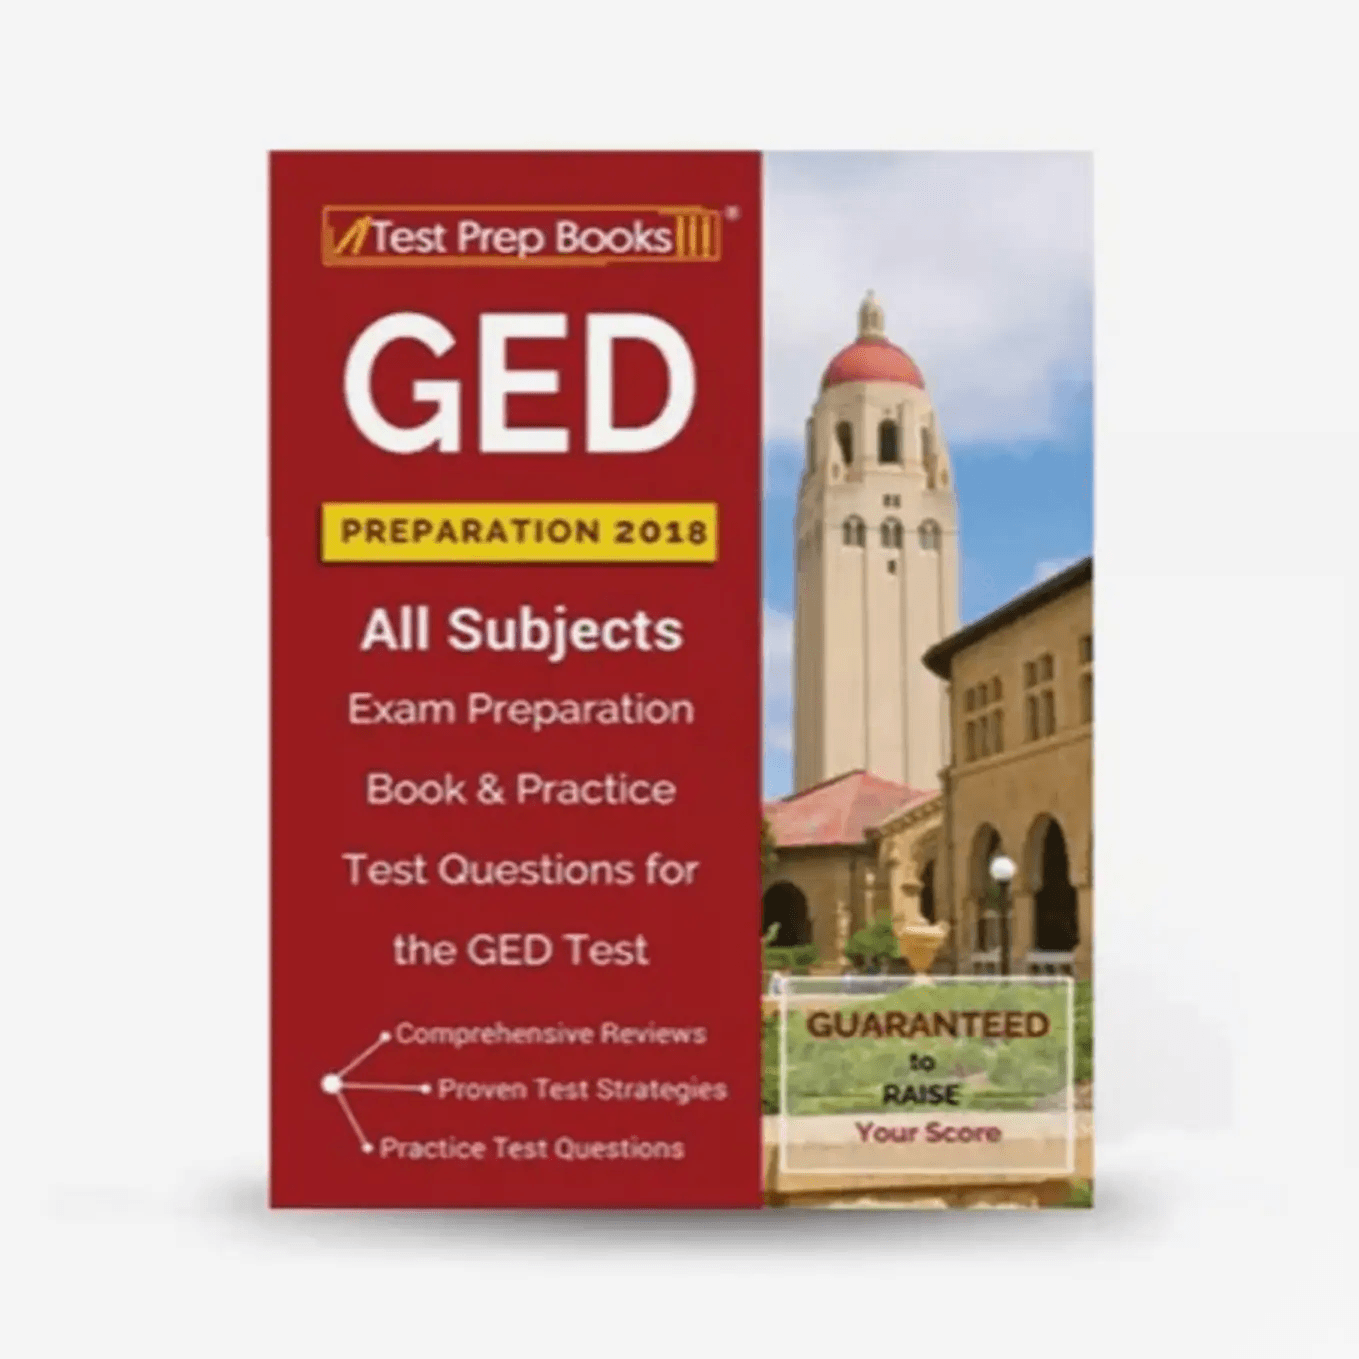 Test Prep Books®
GED
PREPARATION 2018
All Subjects
Exam Preparation
Book & Practice
Test Questions for
the GED Test
Comprehensive Reviews
Proven Test Strategies
Practice Test Questions
GUARANTEED
to
RAISE
Your Score